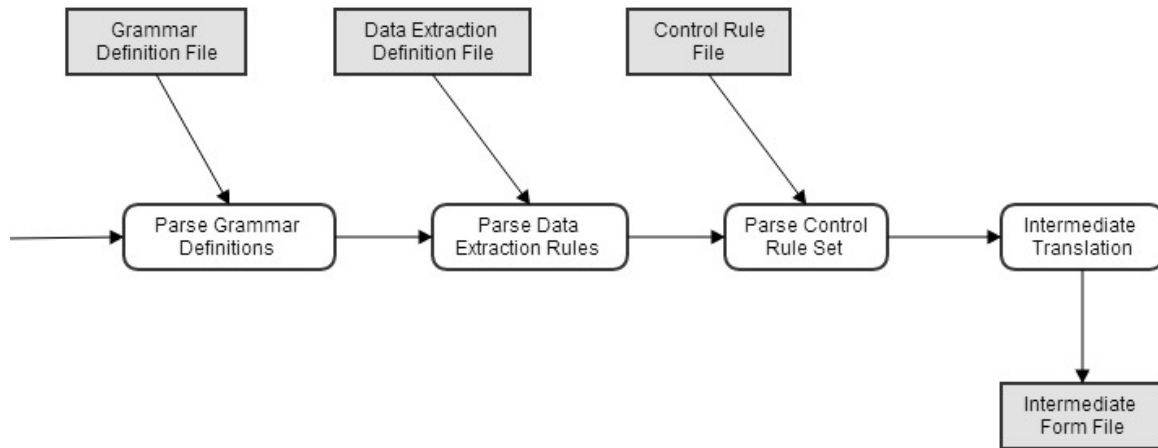 Grammar
Definition File
Data Extraction
Definition File
Control Rule
File
Parse Grammar
Definitions
Parse Data
Extraction Rules
Parse Control
Rule Set
Intermediate
Translation
Intermediate
Form File